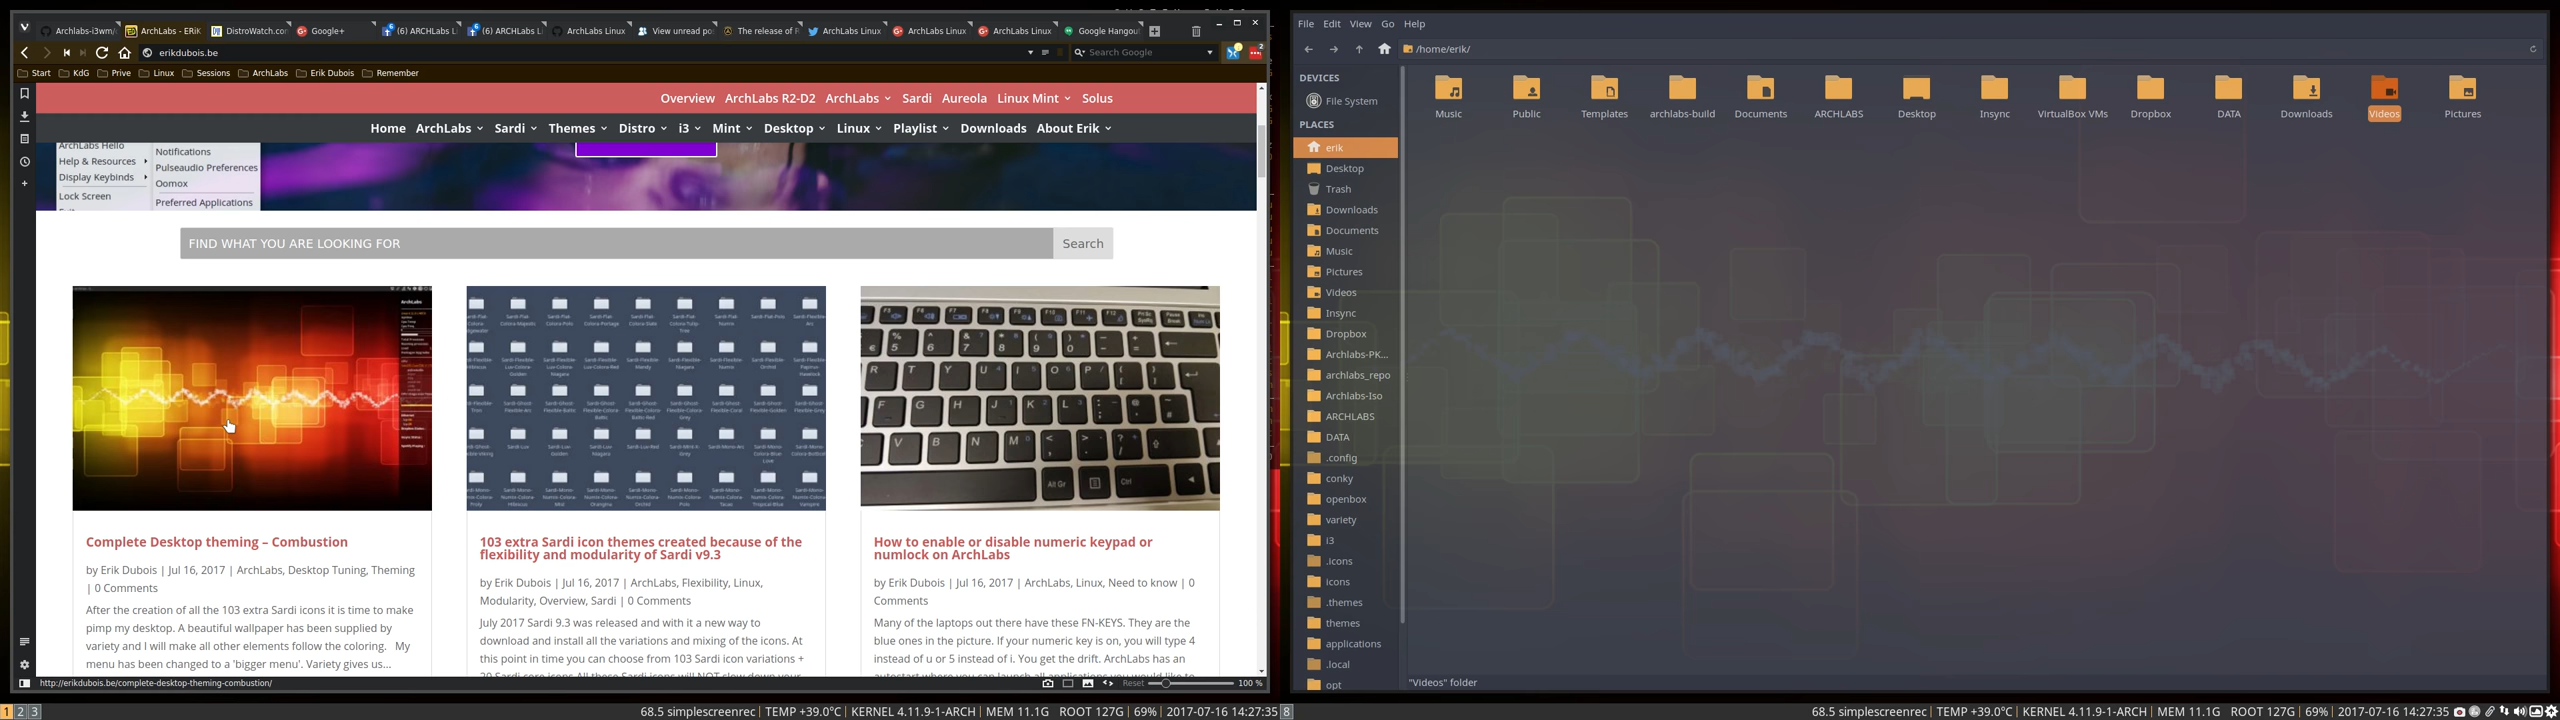 Archlabs-i3wm/
ArchLabs - ERiK
DistroWatch.con
Google+
(6) ARCHLabs Li
(6) ARCHLabs Li
ArchLabs Linux
View unread po
The release of R
ArchLabs Linux
ArchLabs Linux
ArchLabs Linux
Google Hangou
erikdubois.be
Search Google
Start KdG Prive Linux Sessions ArchLabs Erik Dubois Remember
Overview ArchLabs R2-D2 ArchLabs Sardi Aureola Linux Mint Solus
Home ArchLabs Sardi Themes Distro i3 Mint Desktop Linux Playlist Downloads About Erik
ArchLabs Hello
Help & Resources
Display Keybinds
Lock Screen
Notifications
Pulseaudio Preferences
Oomox
Preferred Applications
FIND WHAT YOU ARE LOOKING FOR
Search
Complete Desktop theming – Combustion
by Erik Dubois | Jul 16, 2017 | ArchLabs, Desktop Tuning, Theming
| 0 Comments
After the creation of all the 103 extra Sardi icons it is time to make
pimp my desktop. A beautiful wallpaper has been supplied by
variety and I will make all other elements follow the coloring. My
menu has been changed to a 'bigger menu'. Variety gives us...
103 extra Sardi icon themes created because of the
flexibility and modularity of Sardi v9.3
by Erik Dubois | Jul 16, 2017 | ArchLabs, Flexibility, Linux,
Modularity, Overview, Sardi | 0 Comments
July 2017 Sardi 9.3 was released and with it a new way to
download and install all the variations and mixing of the icons. At
this point in time you can choose from 103 Sardi icon variations +
How to enable or disable numeric keypad or
numlock on ArchLabs
by Erik Dubois | Jul 16, 2017 | ArchLabs, Linux, Need to know | 0
Comments
Many of the laptops out there have these FN-KEYS. They are the
blue ones in the picture. If your numeric key is on, you will type 4
instead of u or 5 instead of i. You get the drift. ArchLabs has an
http://erikdubois.be/complete-desktop-theming-combustion/
Reset
100 %
1 2 3
68.5 simplescreenrec | TEMP +39.0°C | KERNEL 4.11.9-1-ARCH | MEM 11.1G ROOT 127G | 69% | 2017-07-16 14:27:35
File Edit View Go Help
/home/erik/
DEVICES
File System
PLACES
erik
Desktop
Trash
Downloads
Documents
Music
Pictures
Videos
Insync
Dropbox
Archlabs-PK...
archlabs_repo
Archlabs-Iso
ARCHLABS
DATA
.config
conky
openbox
variety
i3
.icons
icons
.themes
themes
applications
.local
opt
Music Public Templates archlabs-build Documents ARCHLABS Desktop Insync VirtualBox VMs Dropbox DATA Downloads Videos Pictures
"Videos" folder
8
68.5 simplescreenrec | TEMP +39.0°C | KERNEL 4.11.9-1-ARCH | MEM 11.1G ROOT 127G | 69% | 2017-07-16 14:27:35